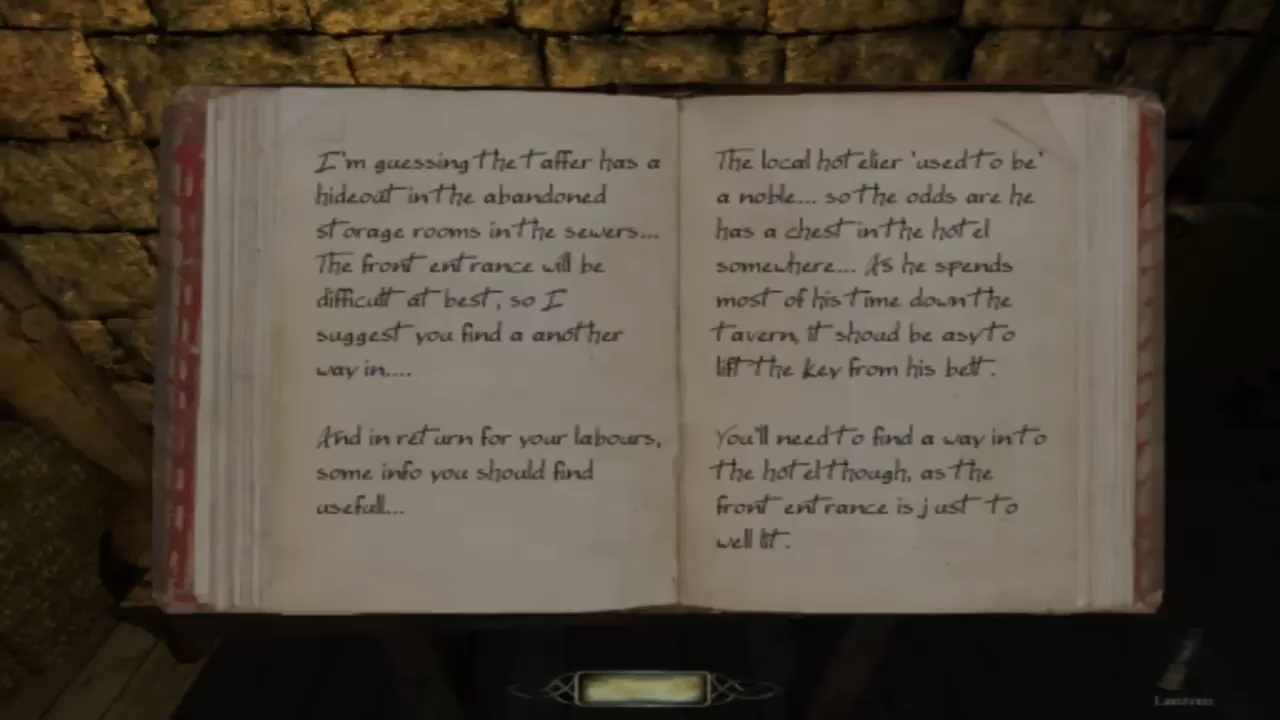 I'm guessing the taffer has a
hideout in the abandoned
storage rooms in the sewers...
The front entrance will be
difficult at best, so I
suggest you find a another
way in....
And in return for your labours,
some info you should find
usefull...
The local hotelier 'used to be'
a noble... so the odds are he
has a chest in the hotel
somewhere.... As he spends
most of his time down the
tavern, it shoud be asy to
lift the key from his belt.
You'll need to find a way into
the hotel though, as the
front entrance is just to
well lit.
Lantern